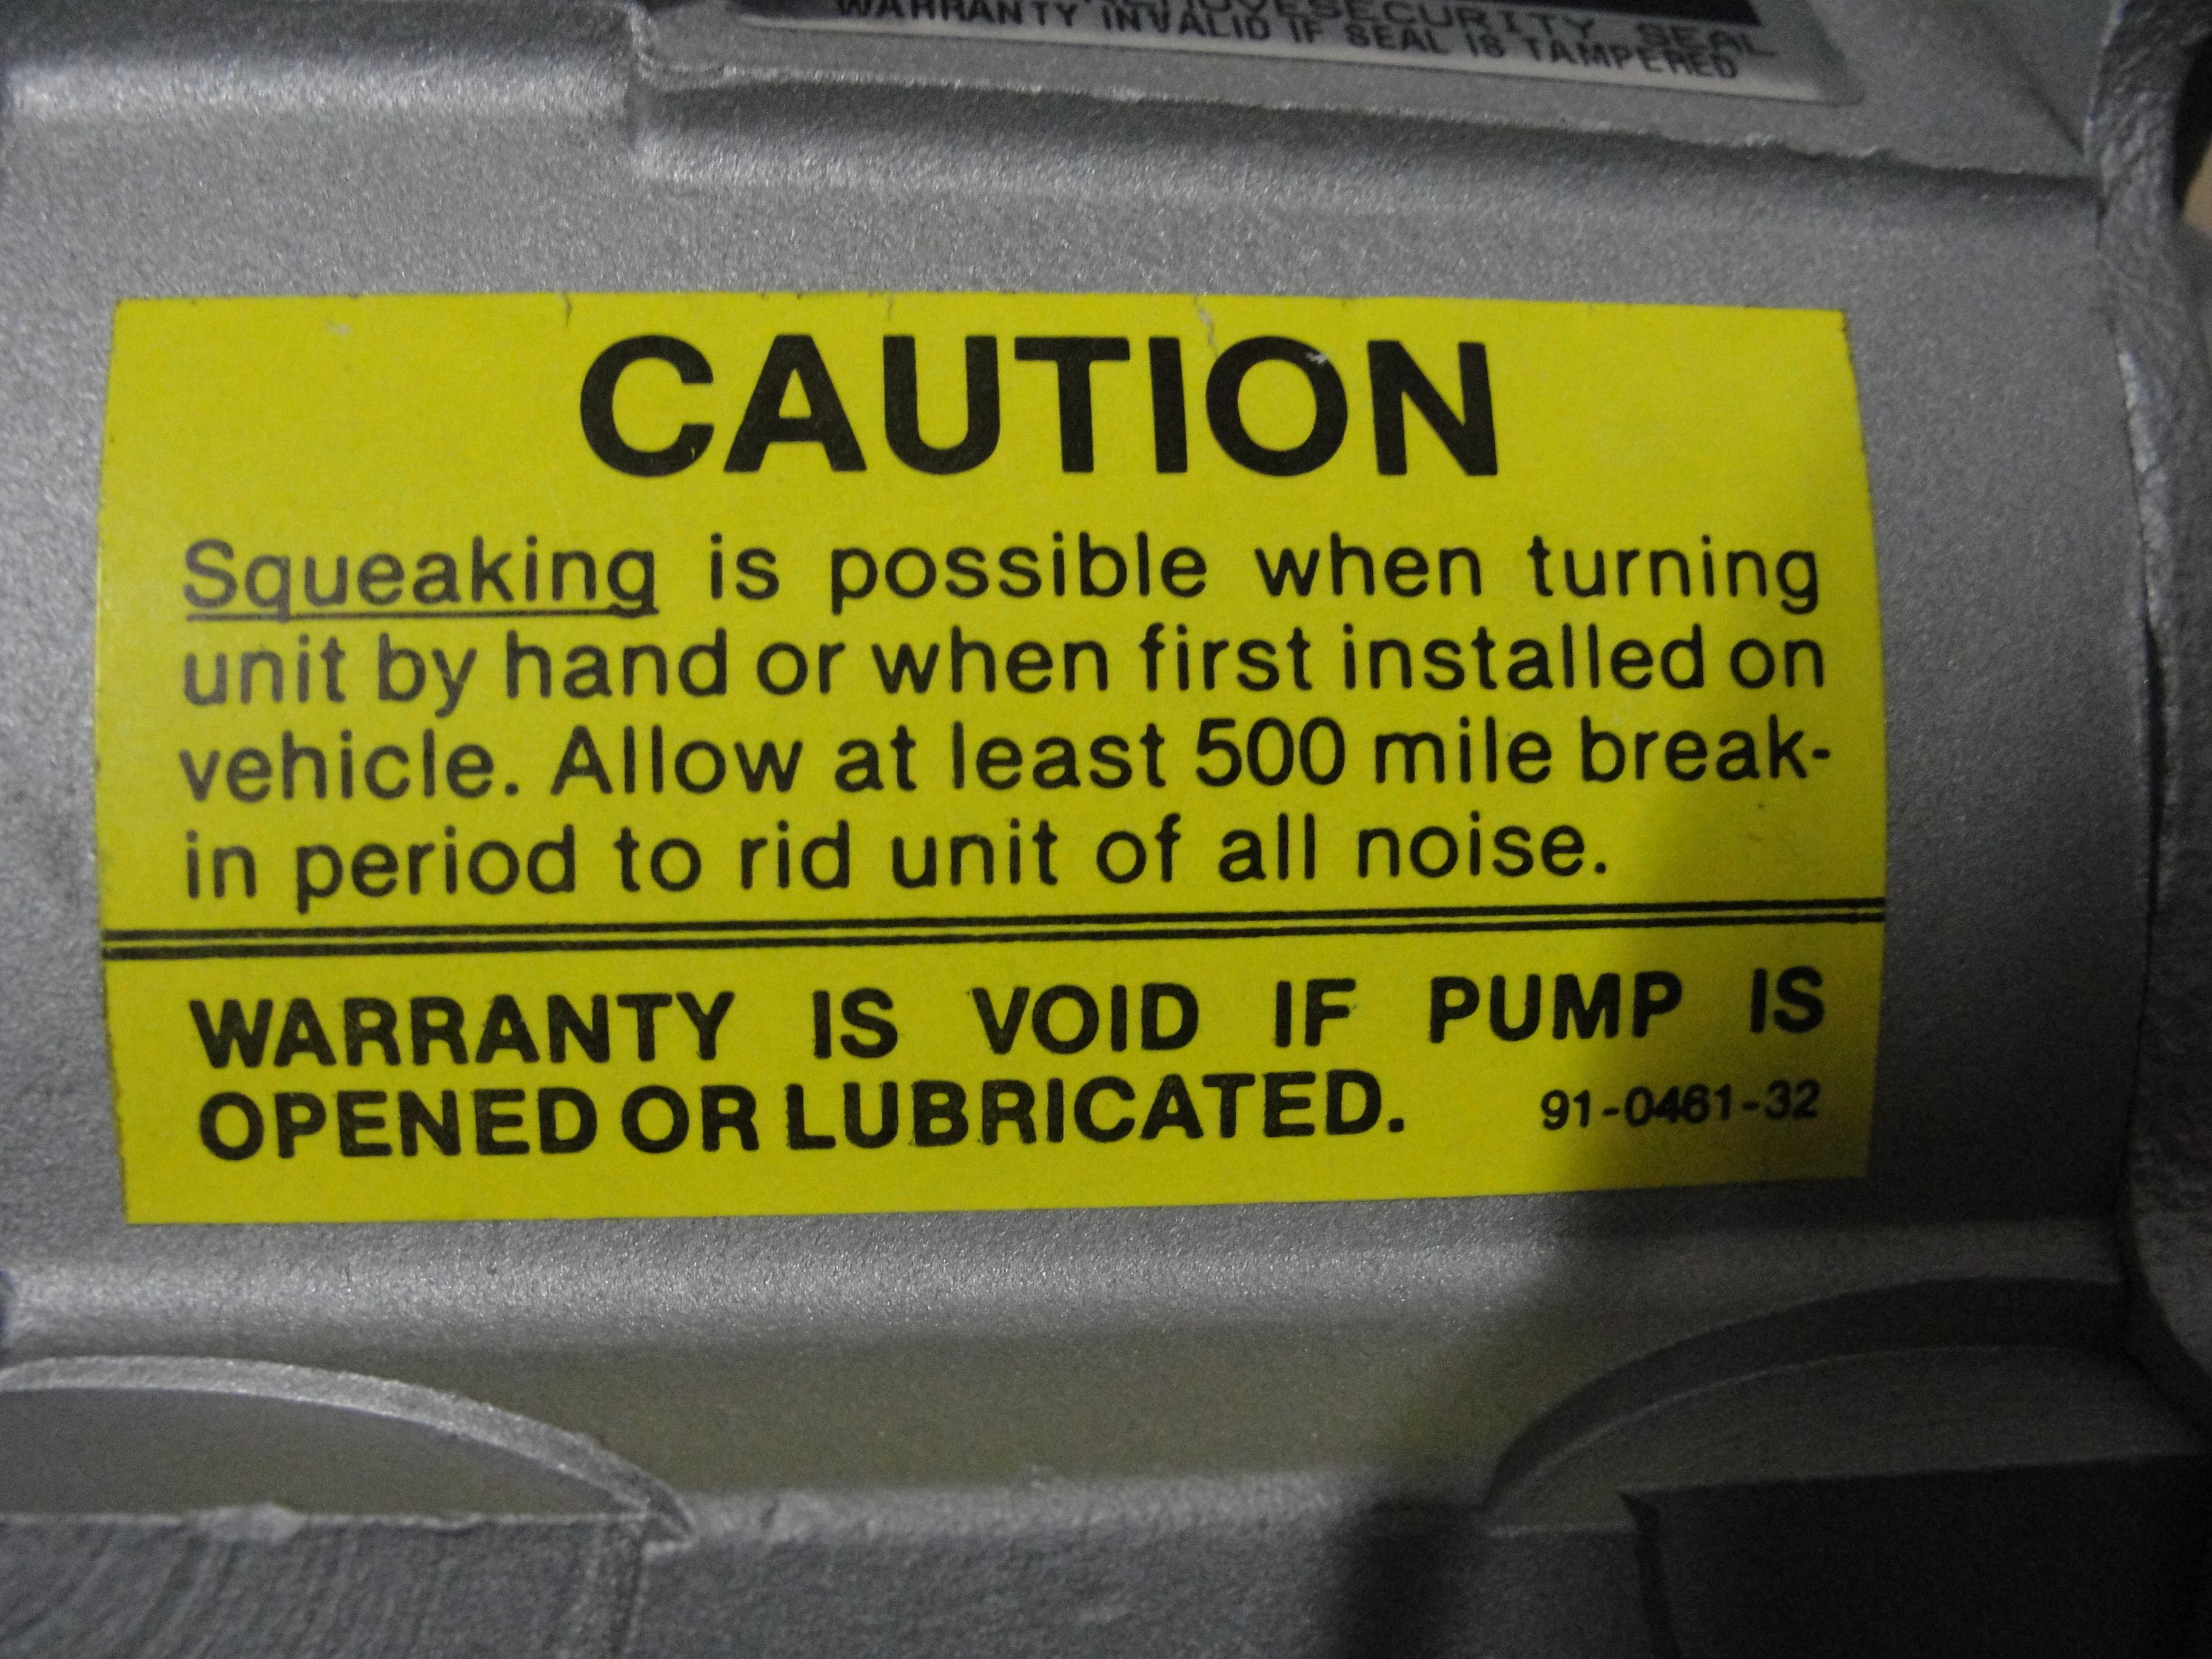 SECURITY SEAL
WARRANTY INVALID IF SEAL IS TAMPERED
CAUTION
Squeaking is possible when turning
unit by hand or when first installed on
vehicle. Allow at least 500 mile break-
in period to rid unit of all noise.
WARRANTY IS VOID IF PUMP IS
OPENED OR LUBRICATED. 91-0461-32